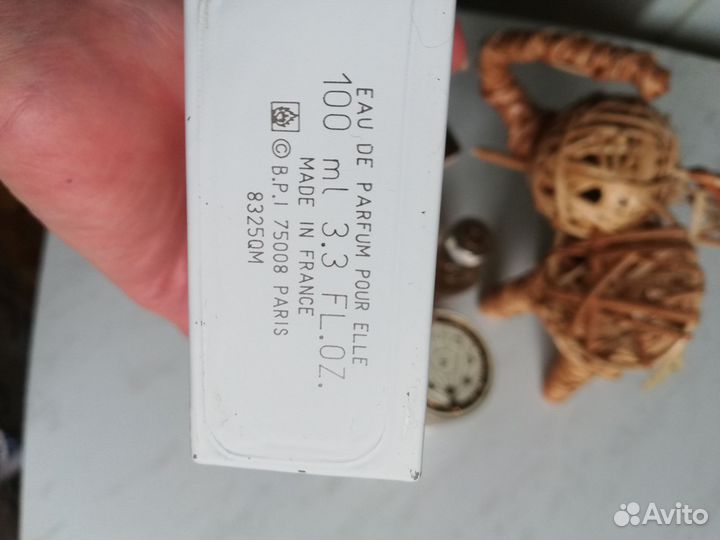 EAU DE PARFUM POUR ELLE
100 ml 3.3 FL.OZ.
MADE IN FRANCE
© B.P.I 75008 PARIS
8325QM
Avito